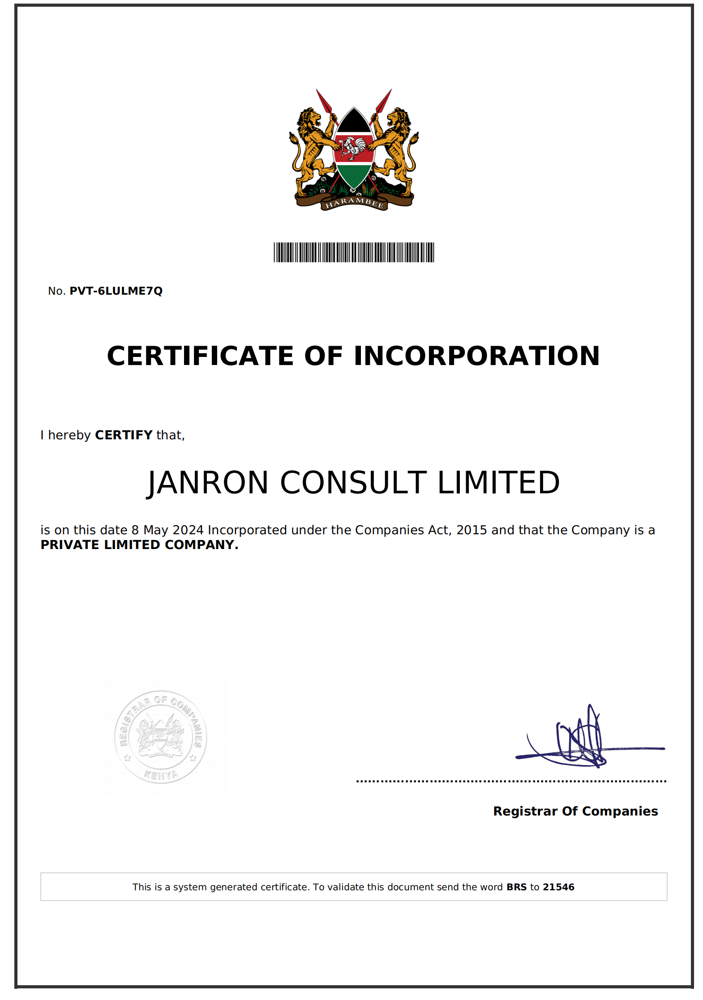 HARAMBEE
No. PVT-6LULME7Q
CERTIFICATE OF INCORPORATION
I hereby CERTIFY that,
JANRON CONSULT LIMITED
is on this date 8 May 2024 Incorporated under the Companies Act, 2015 and that the Company is a
PRIVATE LIMITED COMPANY.
REGISTRAR OF COMPANIES
HARAMBEE
KENYA
Registrar Of Companies
This is a system generated certificate. To validate this document send the word BRS to 21546